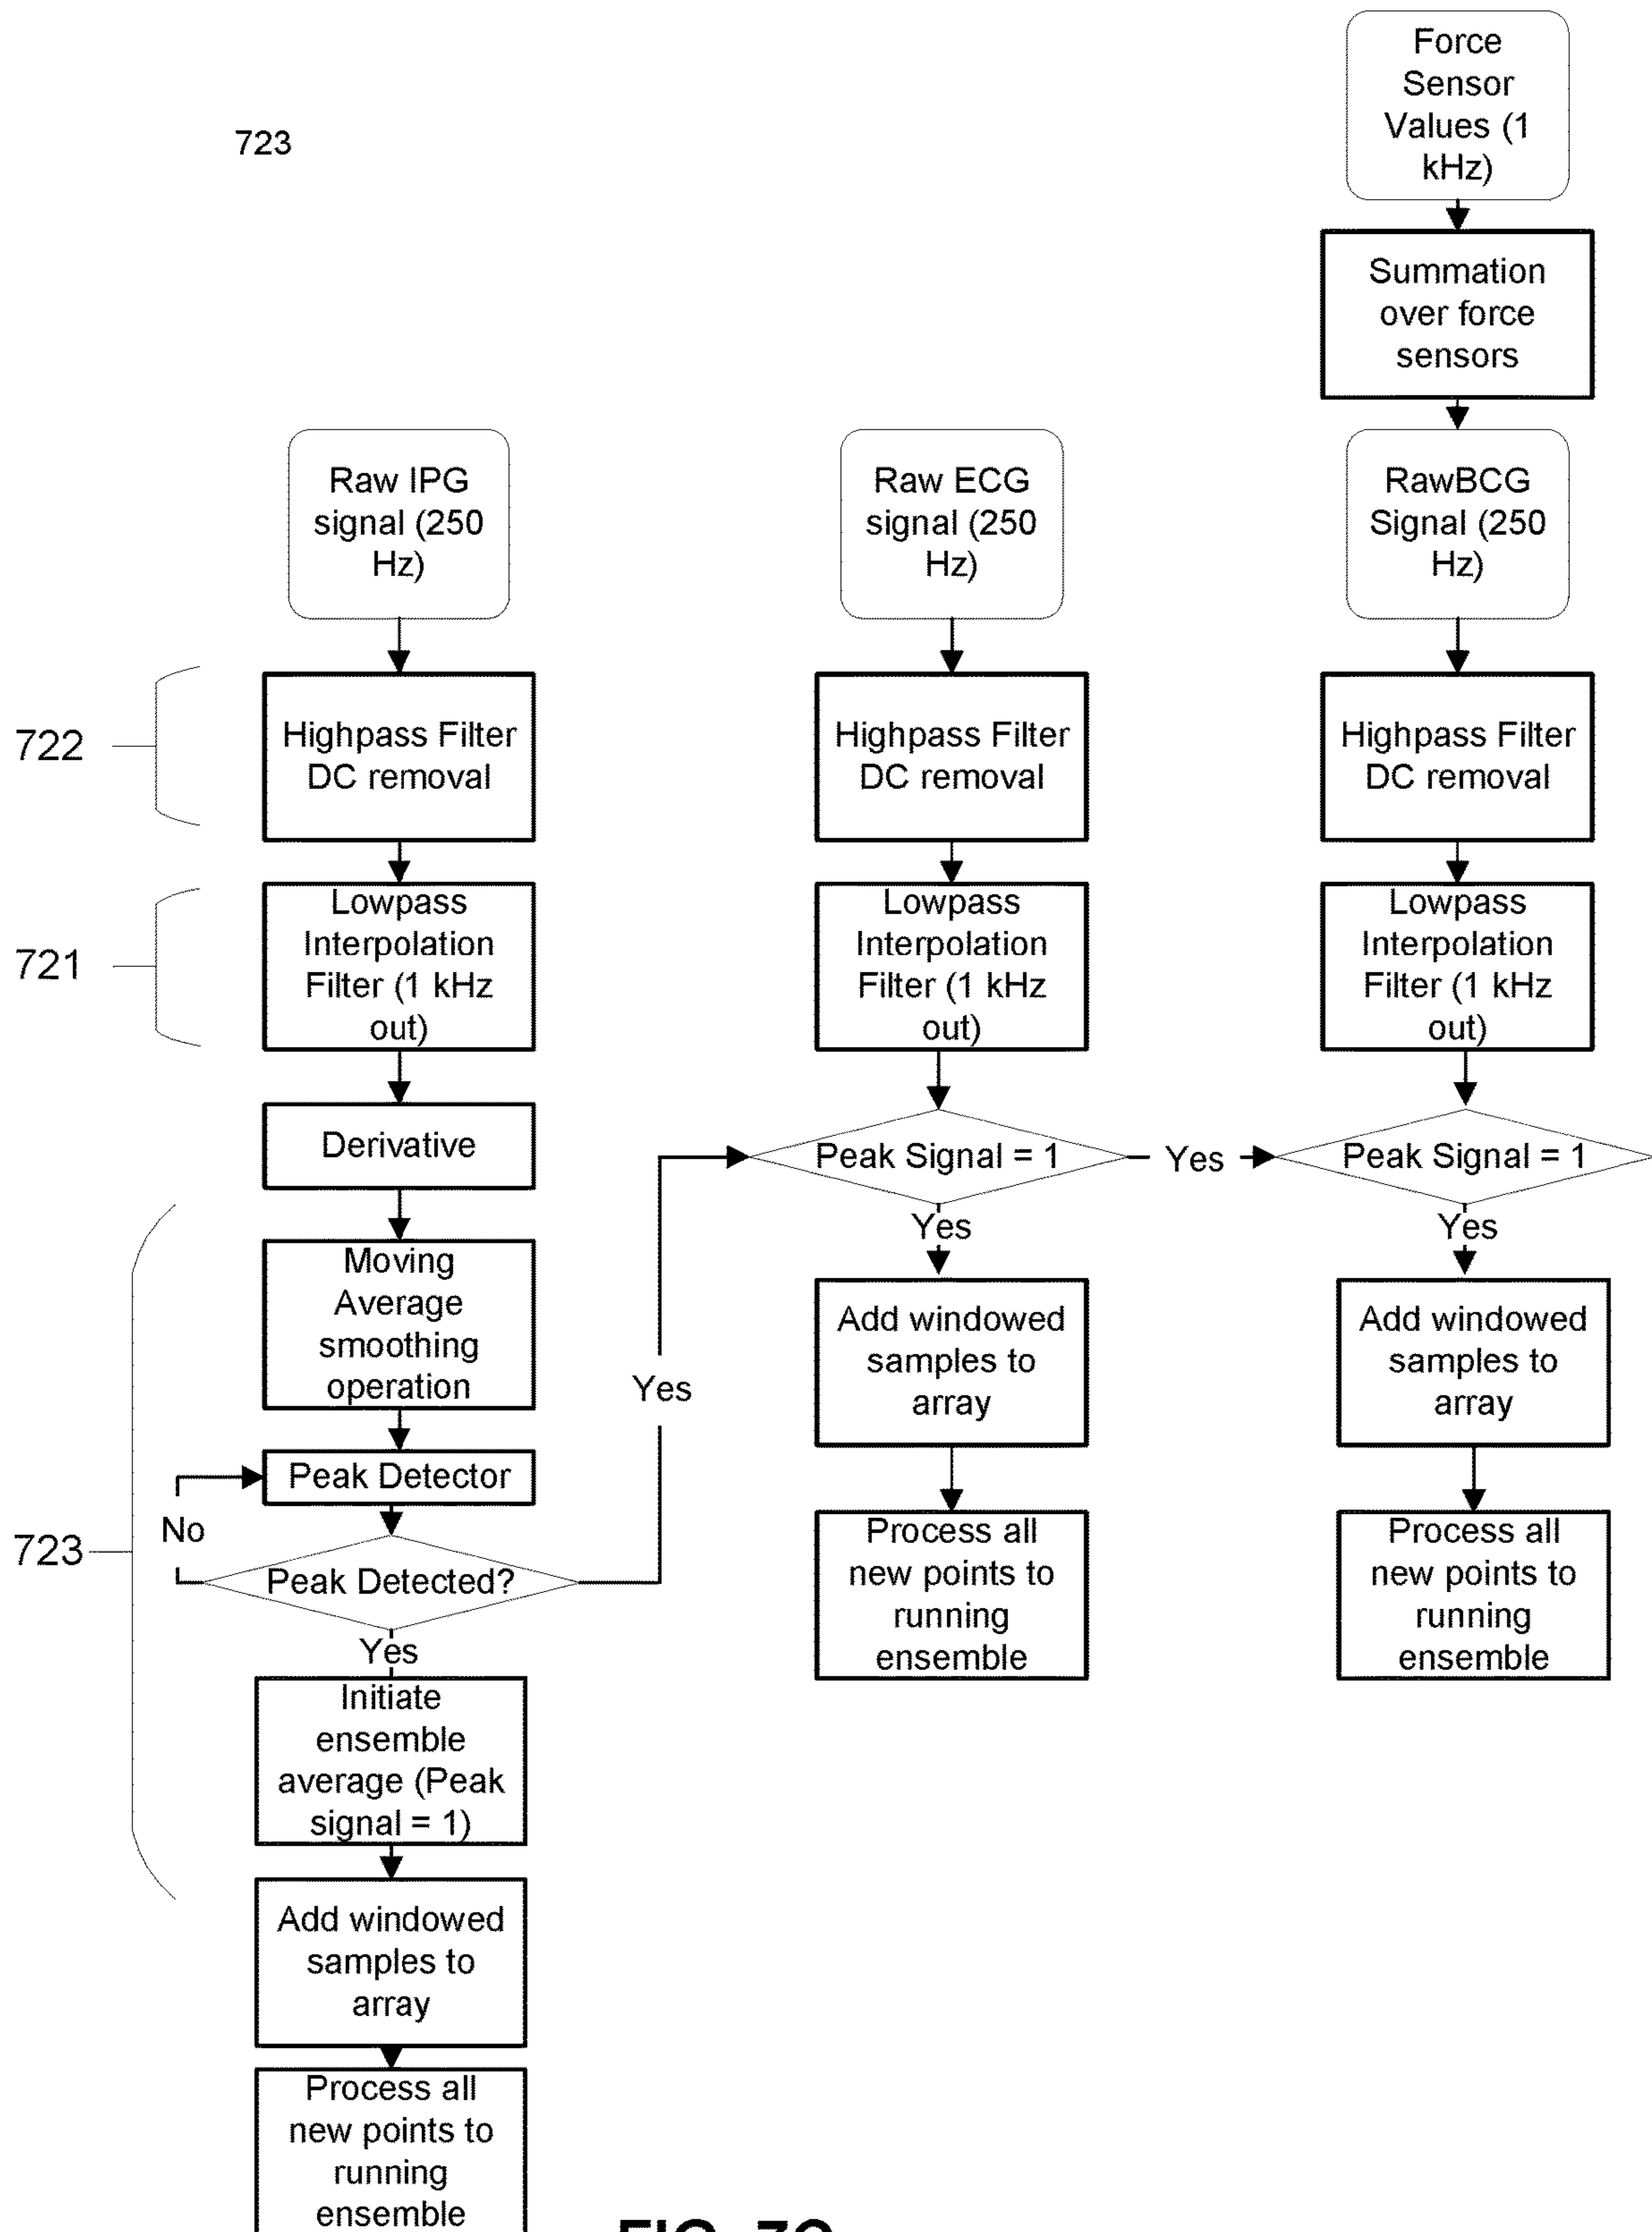 723
Force
Sensor
Values (1
kHz)
Summation
over force
sensors
Raw IPG
signal (250
Hz)
Raw ECG
signal (250
Hz)
RawBCG
Signal (250
Hz)
722
Highpass Filter
DC removal
Highpass Filter
DC removal
Highpass Filter
DC removal
721
Lowpass
Interpolation
Filter (1 kHz
out)
Lowpass
Interpolation
Filter (1 kHz
out)
Lowpass
Interpolation
Filter (1 kHz
out)
Derivative
Peak Signal = 1
Yes
Peak Signal = 1
Yes
Yes
Moving
Average
smoothing
operation
Yes
Add windowed
samples to
array
Add windowed
samples to
array
Peak Detector
No
723
Peak Detected?
Yes
Process all
new points to
running
ensemble
Process all
new points to
running
ensemble
Initiate
ensemble
average (Peak
signal = 1)
Add windowed
samples to
array
Process all
new points to
running
ensemble